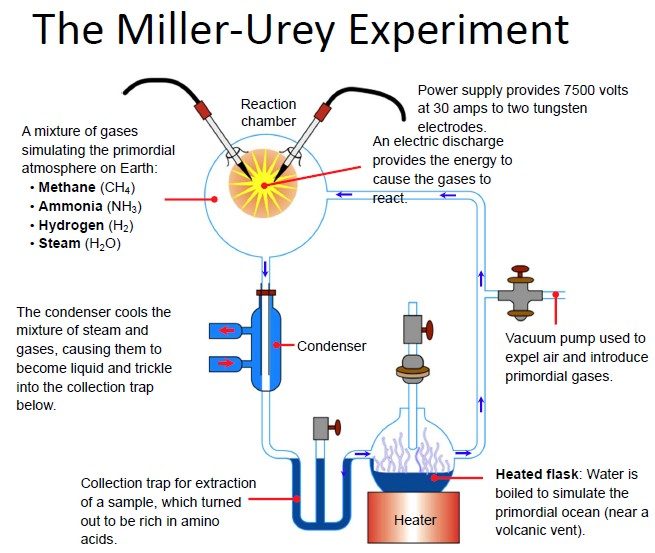 The Miller-Urey Experiment
Power supply provides 7500 volts
at 30 amps to two tungsten
electrodes.
Reaction
chamber
An electric discharge
provides the energy to
cause the gases to
react.
A mixture of gases
simulating the primordial
atmosphere on Earth:
• Methane (CH₄)
• Ammonia (NH₃)
• Hydrogen (H₂)
• Steam (H₂O)
The condenser cools the
mixture of steam and
gases, causing them to
become liquid and trickle
into the collection trap
below.
Condenser
Vacuum pump used to
expel air and introduce
primordial gases.
Collection trap for extraction
of a sample, which turned
out to be rich in amino
acids.
Heater
Heated flask: Water is
boiled to simulate the
primordial ocean (near a
volcanic vent).